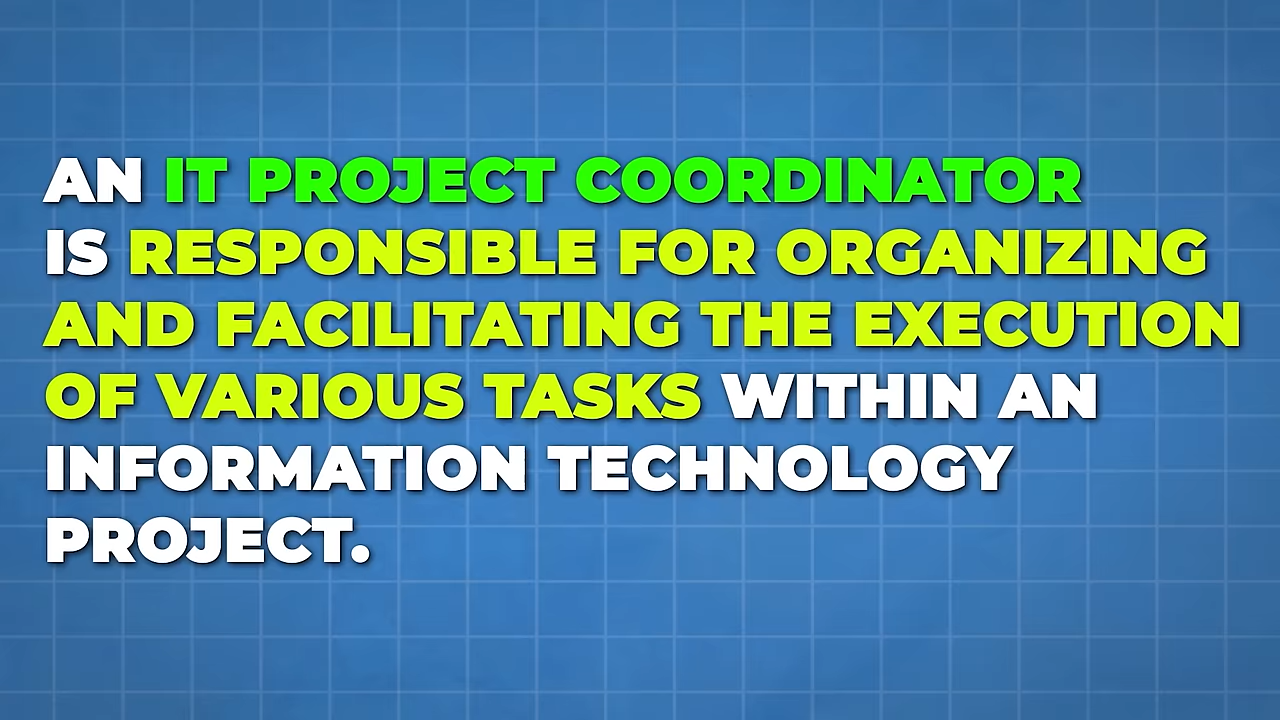 AN IT PROJECT COORDINATOR
IS RESPONSIBLE FOR ORGANIZING
AND FACILITATING THE EXECUTION
OF VARIOUS TASKS WITHIN AN
INFORMATION TECHNOLOGY
PROJECT.